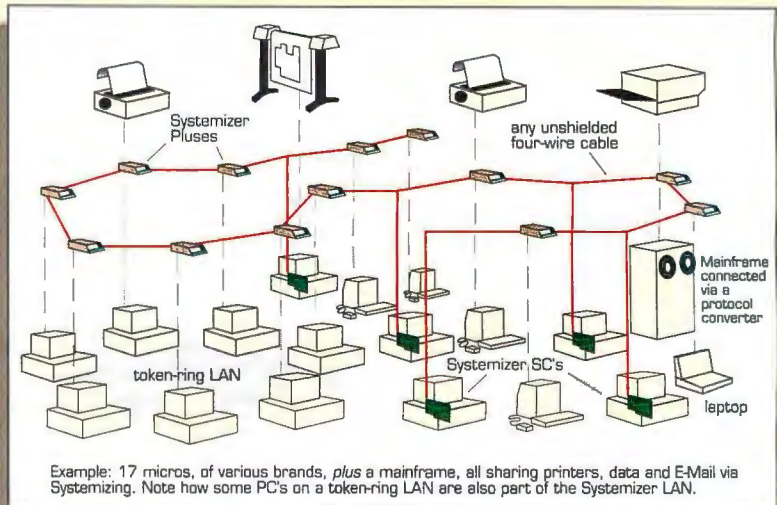 Systemizer
Pluses
any unshielded
four-wire cable
Mainframe
connected
via a
protocol
converter
token-ring LAN
Systemizer SC's
laptop
Example: 17 micros, of various brands, plus a mainframe, all sharing printers, data and E-Mail via
Systemizing. Note how some PC's on a token-ring LAN are also part of the Systemizer LAN.